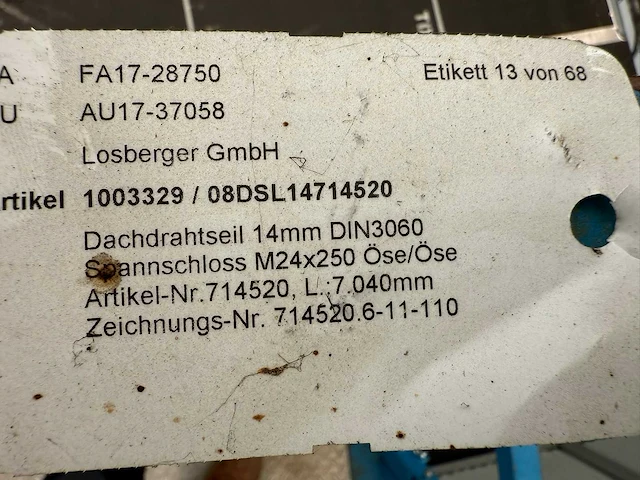 A FA17-28750 Etikett 13 von 68
U AU17-37058
Losberger GmbH
rtikel 1003329 / 08DSL14714520
Dachdrahtseil 14mm DIN3060
Spannschloss M24x250 Öse/Öse
Artikel-Nr.714520, L.:7.040mm
Zeichnungs-Nr. 714520.6-11-110